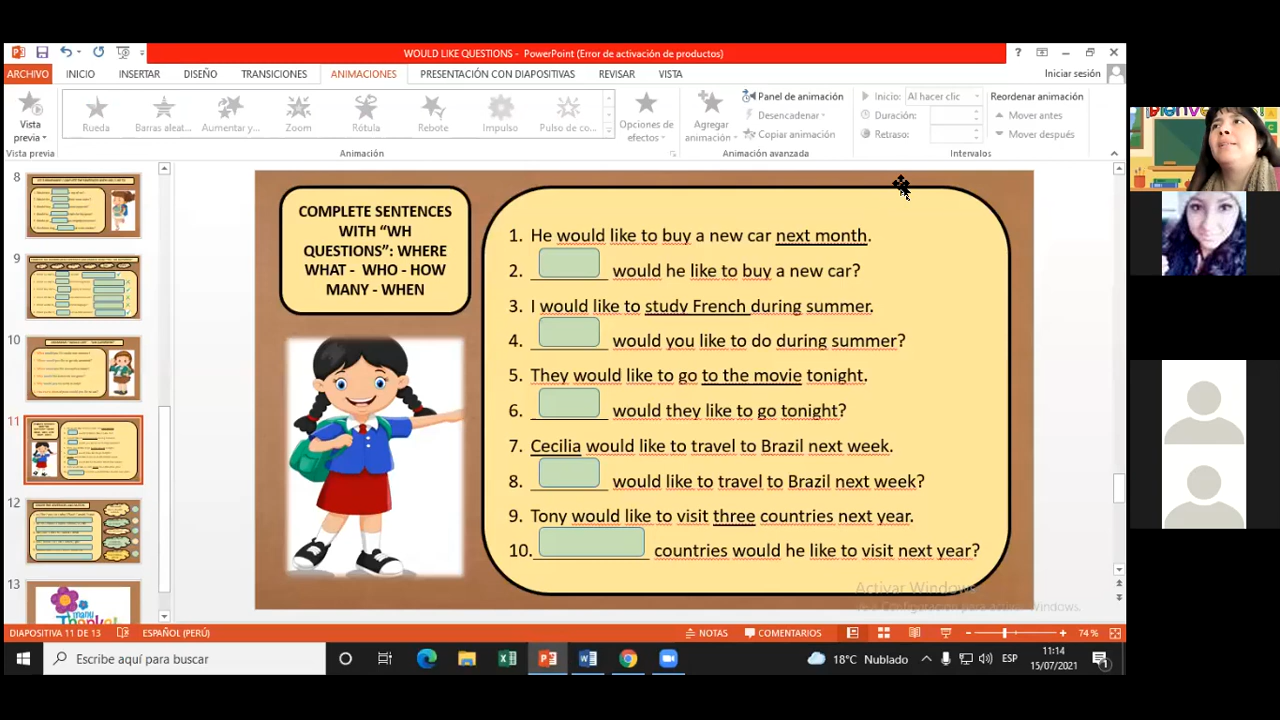 WOULD LIKE QUESTIONS - PowerPoint (Error de activación de productos)
ARCHIVO INICIO INSERTAR DISEÑO TRANSICIONES ANIMACIONES PRESENTACIÓN CON DIAPOSITIVAS REVISAR VISTA Iniciar sesión
Vista previa
Rueda Barras aleat... Aumentar y... Zoom Rótula Rebote Impulso Pulso de co...
Opciones de efectos
Agregar animación
Panel de animación
Desencadenar
Copiar animación
Inicio: Al hacer clic
Duración:
Retraso:
Reordenar animación
Mover antes
Mover después
Vista previa Animación Animación avanzada Intervalos
8
9
10
11
12
13
COMPLETE SENTENCES
WITH “WH
QUESTIONS”: WHERE
WHAT - WHO - HOW
MANY - WHEN
1. He would like to buy a new car next month.
2. would he like to buy a new car?
3. I would like to study French during summer.
4. would you like to do during summer?
5. They would like to go to the movie tonight.
6. would they like to go tonight?
7. Cecilia would like to travel to Brazil next week.
8. would like to travel to Brazil next week?
9. Tony would like to visit three countries next year.
10. countries would he like to visit next year?
Activar Windows
DIAPOSITIVA 11 DE 13 ESPAÑOL (PERÚ) NOTAS COMENTARIOS 74 %
Escribe aquí para buscar
18°C Nublado ESP
11:14
15/07/2021